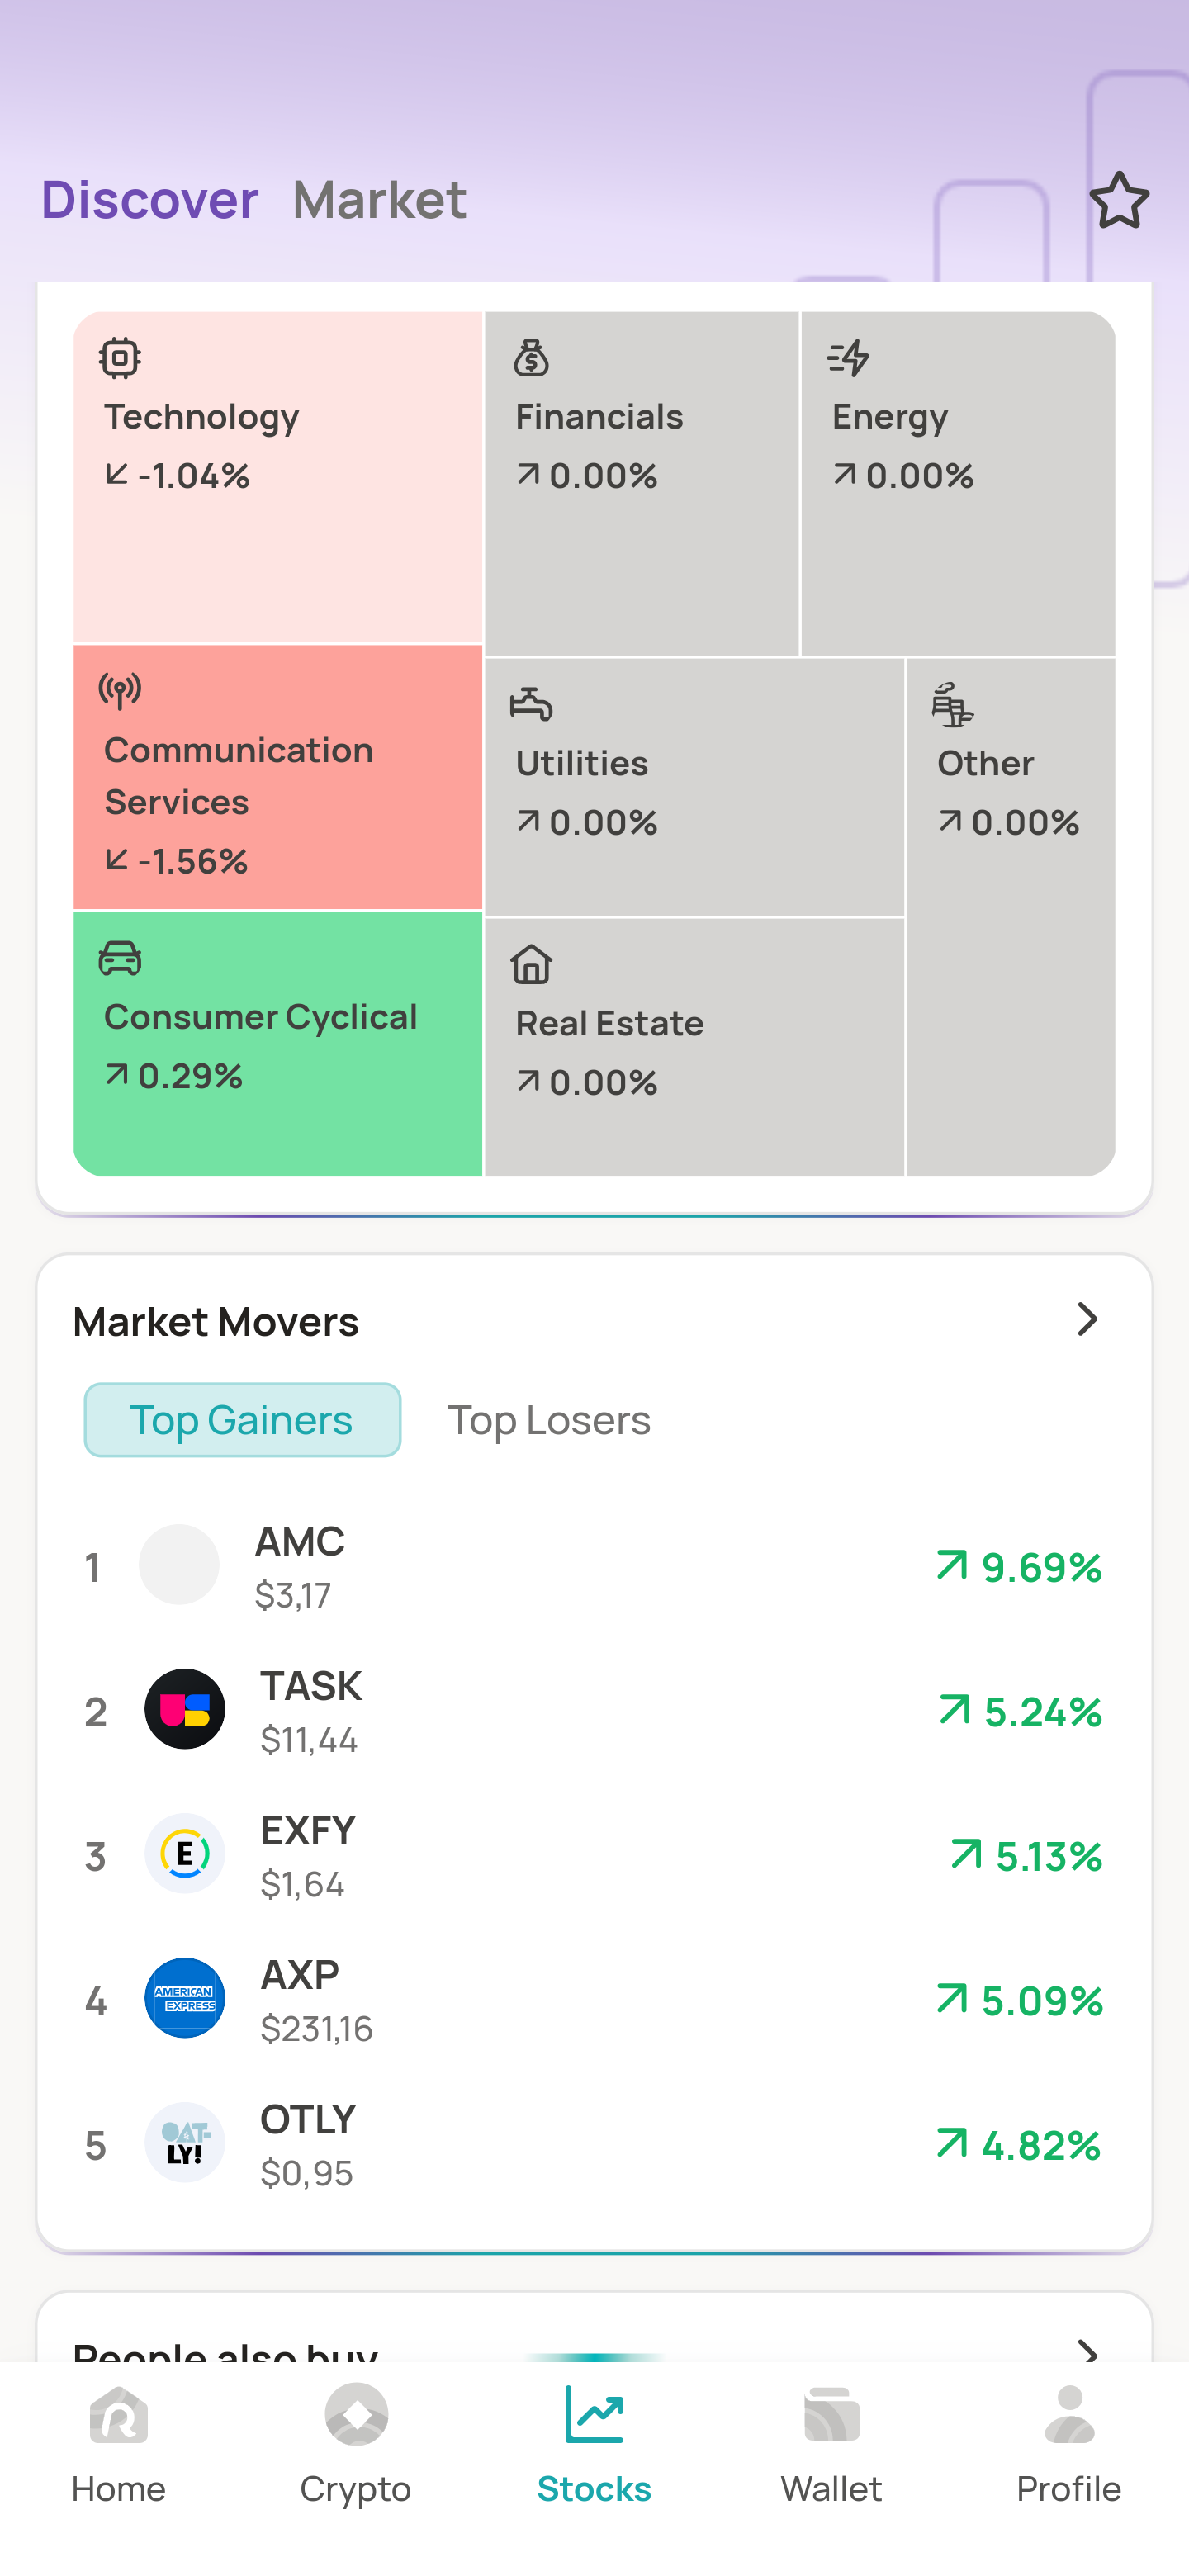 Discover Market
Technology
-1.04%
Financials
0.00%
Energy
0.00%
Communication
Services
-1.56%
Utilities
0.00%
Other
0.00%
Consumer Cyclical
0.29%
Real Estate
0.00%
Market Movers
Top Gainers Top Losers
1 AMC 9.69%
$3,17
2 TASK 5.24%
$11,44
3 E EXFY 5.13%
$1,64
4 AMERICAN EXPRESS AXP 5.09%
$231,16
5 OAT-LY! OTLY 4.82%
$0,95
People also buy
Home Crypto Stocks Wallet Profile